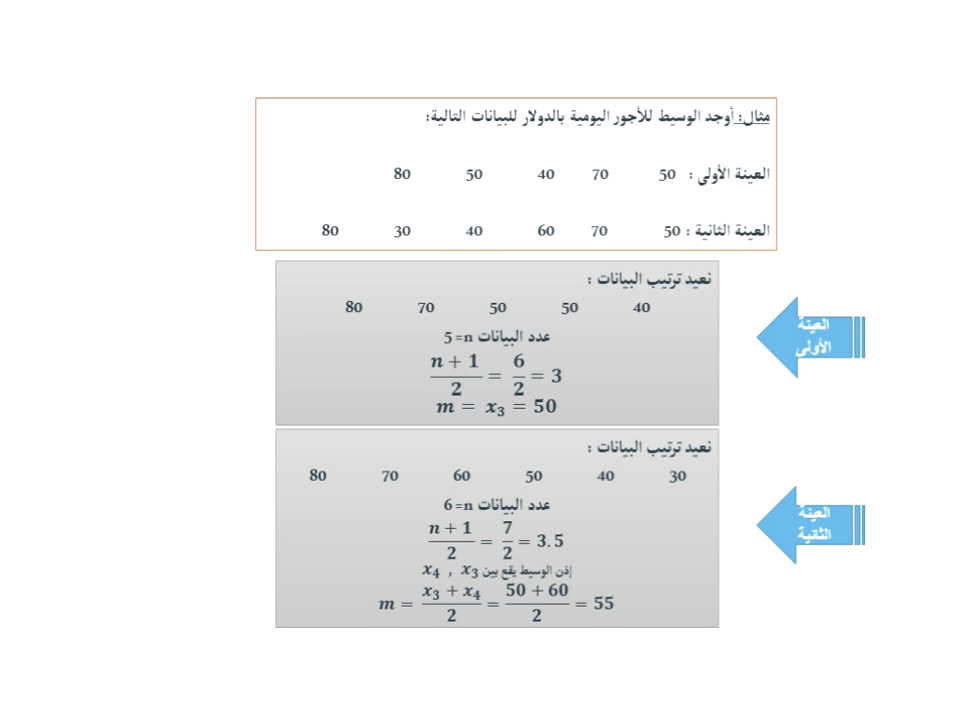 مثال: أوجد الوسيط للأجور اليومية بالدولار للبيانات التالية:
العينة الأولى : 50 70 40 50 80
العينة الثانية : 50 70 60 40 30 80
نعيد ترتيب البيانات :
40 50 50 70 80
عدد البيانات n=5
(n + 1)/2 = 6/2 = 3
m = x₃ = 50
العينة
الأولى
نعيد ترتيب البيانات :
30 40 50 60 70 80
عدد البيانات n=6
(n + 1)/2 = 7/2 = 3.5
إذن الوسيط يقع بين x₃ , x₄
m = (x₃ + x₄)/2 = (50 + 60)/2 = 55
العينة
الثانية